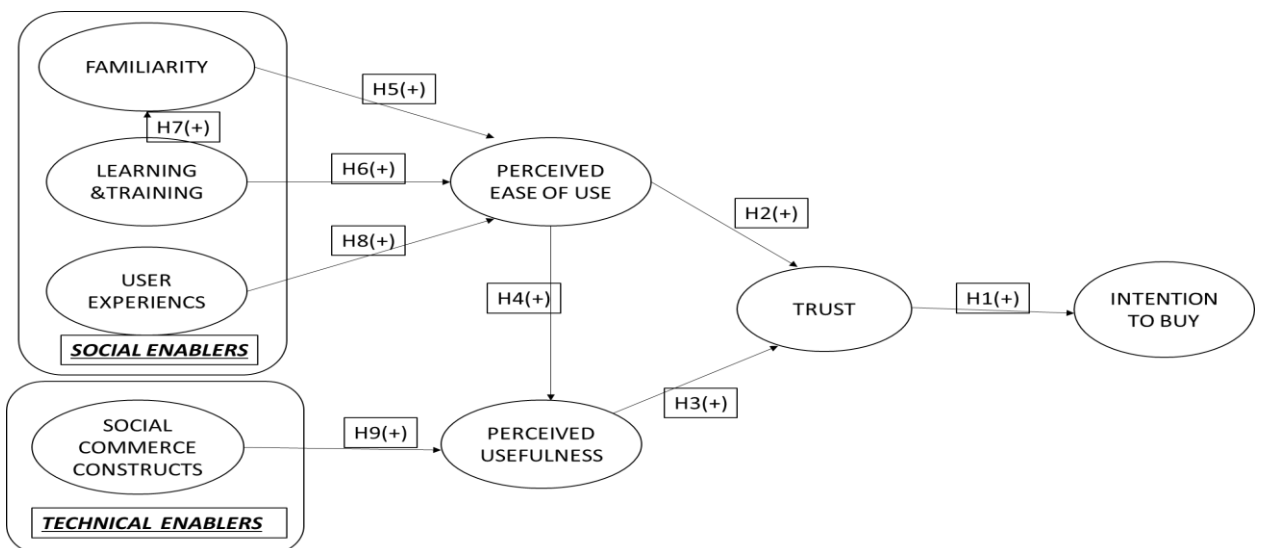 FAMILIARITY
H5(+)
H7(+)
LEARNING
&TRAINING
H6(+)
PERCEIVED
EASE OF USE
H2(+)
H8(+)
USER
EXPERIENCS
SOCIAL ENABLERS
H4(+)
TRUST
H1(+)
INTENTION
TO BUY
H3(+)
SOCIAL
COMMERCE
CONSTRUCTS
H9(+)
PERCEIVED
USEFULNESS
TECHNICAL ENABLERS